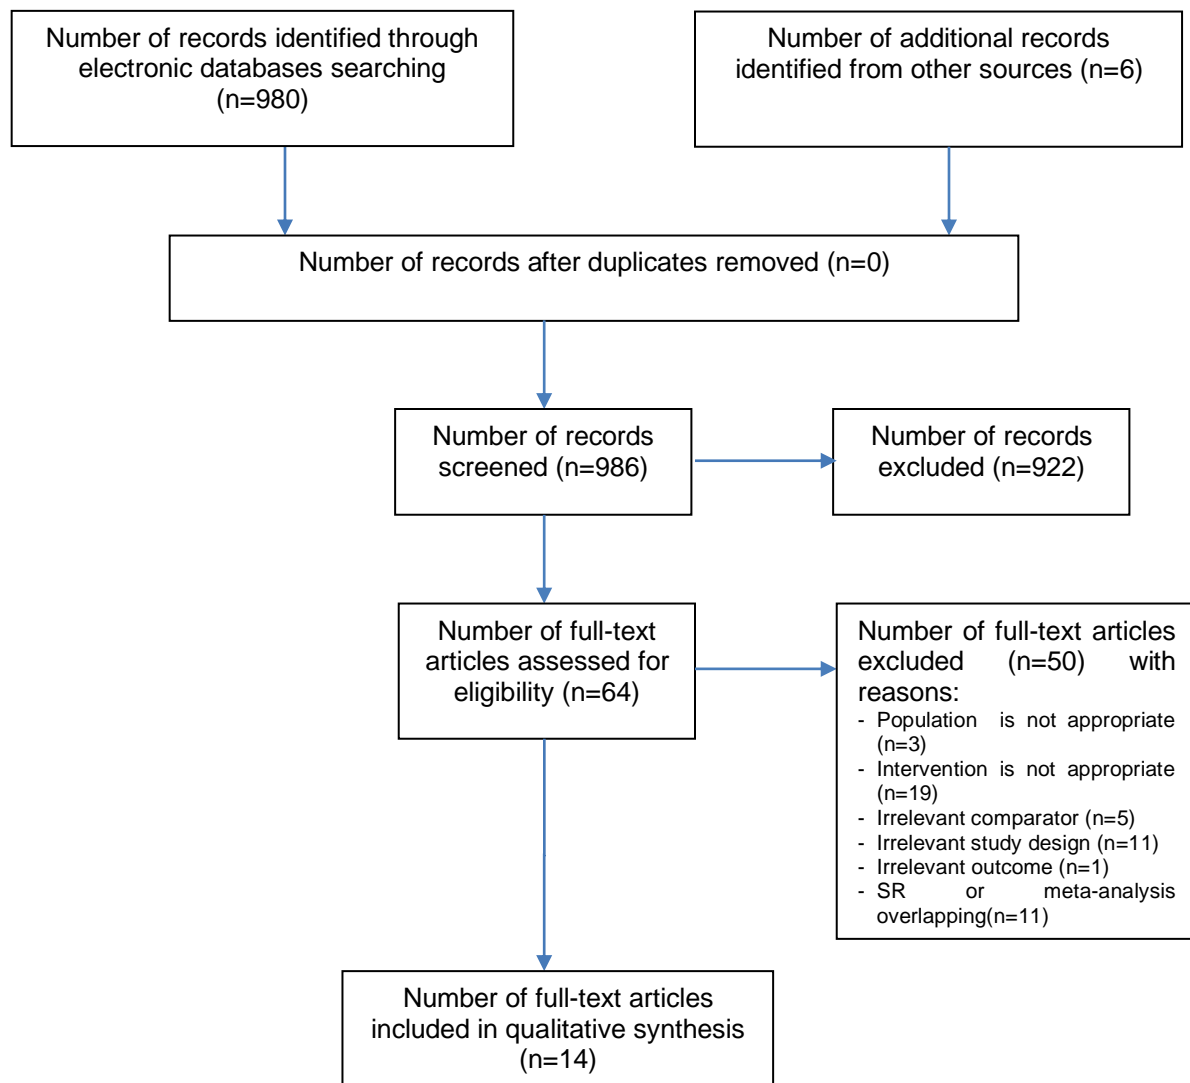 Number of records identified through
electronic databases searching
(n=980)
Number of additional records
identified from other sources (n=6)
Number of records after duplicates removed (n=0)
Number of records
screened (n=986)
Number of records
excluded (n=922)
Number of full-text
articles assessed for
eligibility (n=64)
Number of full-text articles
excluded (n=50) with
reasons:
- Population is not appropriate
(n=3)
- Intervention is not appropriate
(n=19)
- Irrelevant comparator (n=5)
- Irrelevant study design (n=11)
- Irrelevant outcome (n=1)
- SR or meta-analysis
overlapping(n=11)
Number of full-text articles
included in qualitative synthesis
(n=14)